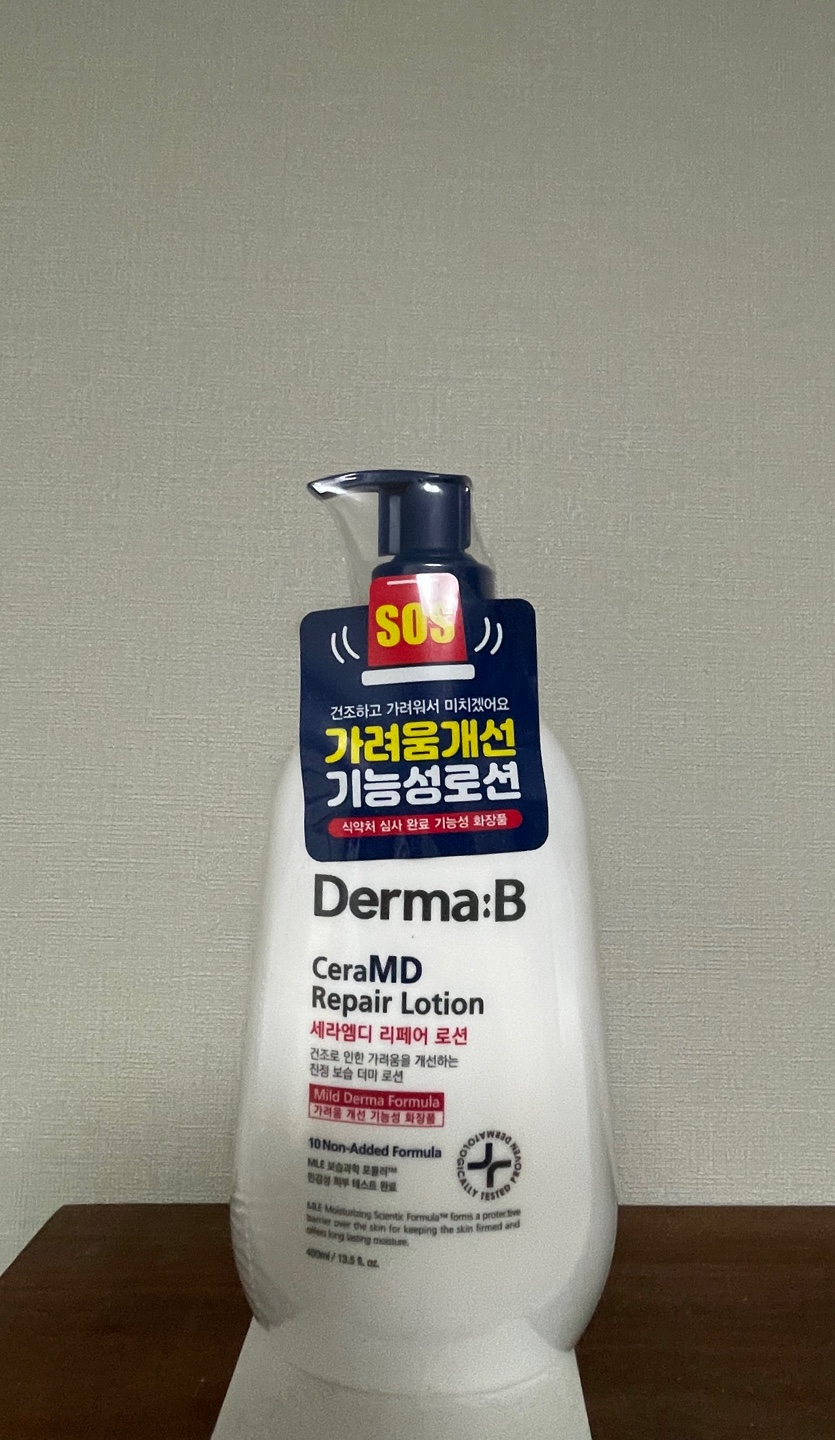 SOS
건조하고 가려워서 미치겠어요
가려움개선
기능성로션
식약처 심사 완료 기능성 화장품
Derma:B
CeraMD
Repair Lotion
세라엠디 리페어 로션
건조로 인한 가려움을 개선하는
진정 보습 더마 로션
Mild Derma Formula
가려움 개선 기능성 화장품
10 Non-Added Formula
MLE 보습과학 포뮬러™
민감성 피부 테스트 완료
DERMATOLOGICALLY TESTED PROVEN
MLE Moisturizing Scientic Formula™ forms a protective
barrier over the skin for keeping the skin firmed and
offers long lasting moisture.
400ml / 13.5 fl. oz.